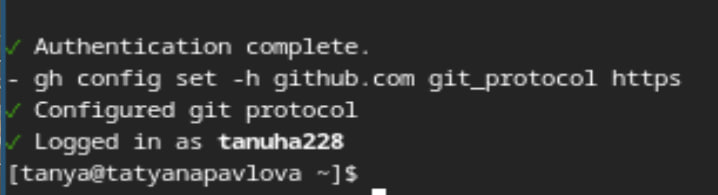 ✓ Authentication complete.
- gh config set -h github.com git_protocol https
✓ Configured git protocol
✓ Logged in as tanuha228
[tanya@tatyanapavlova ~]$